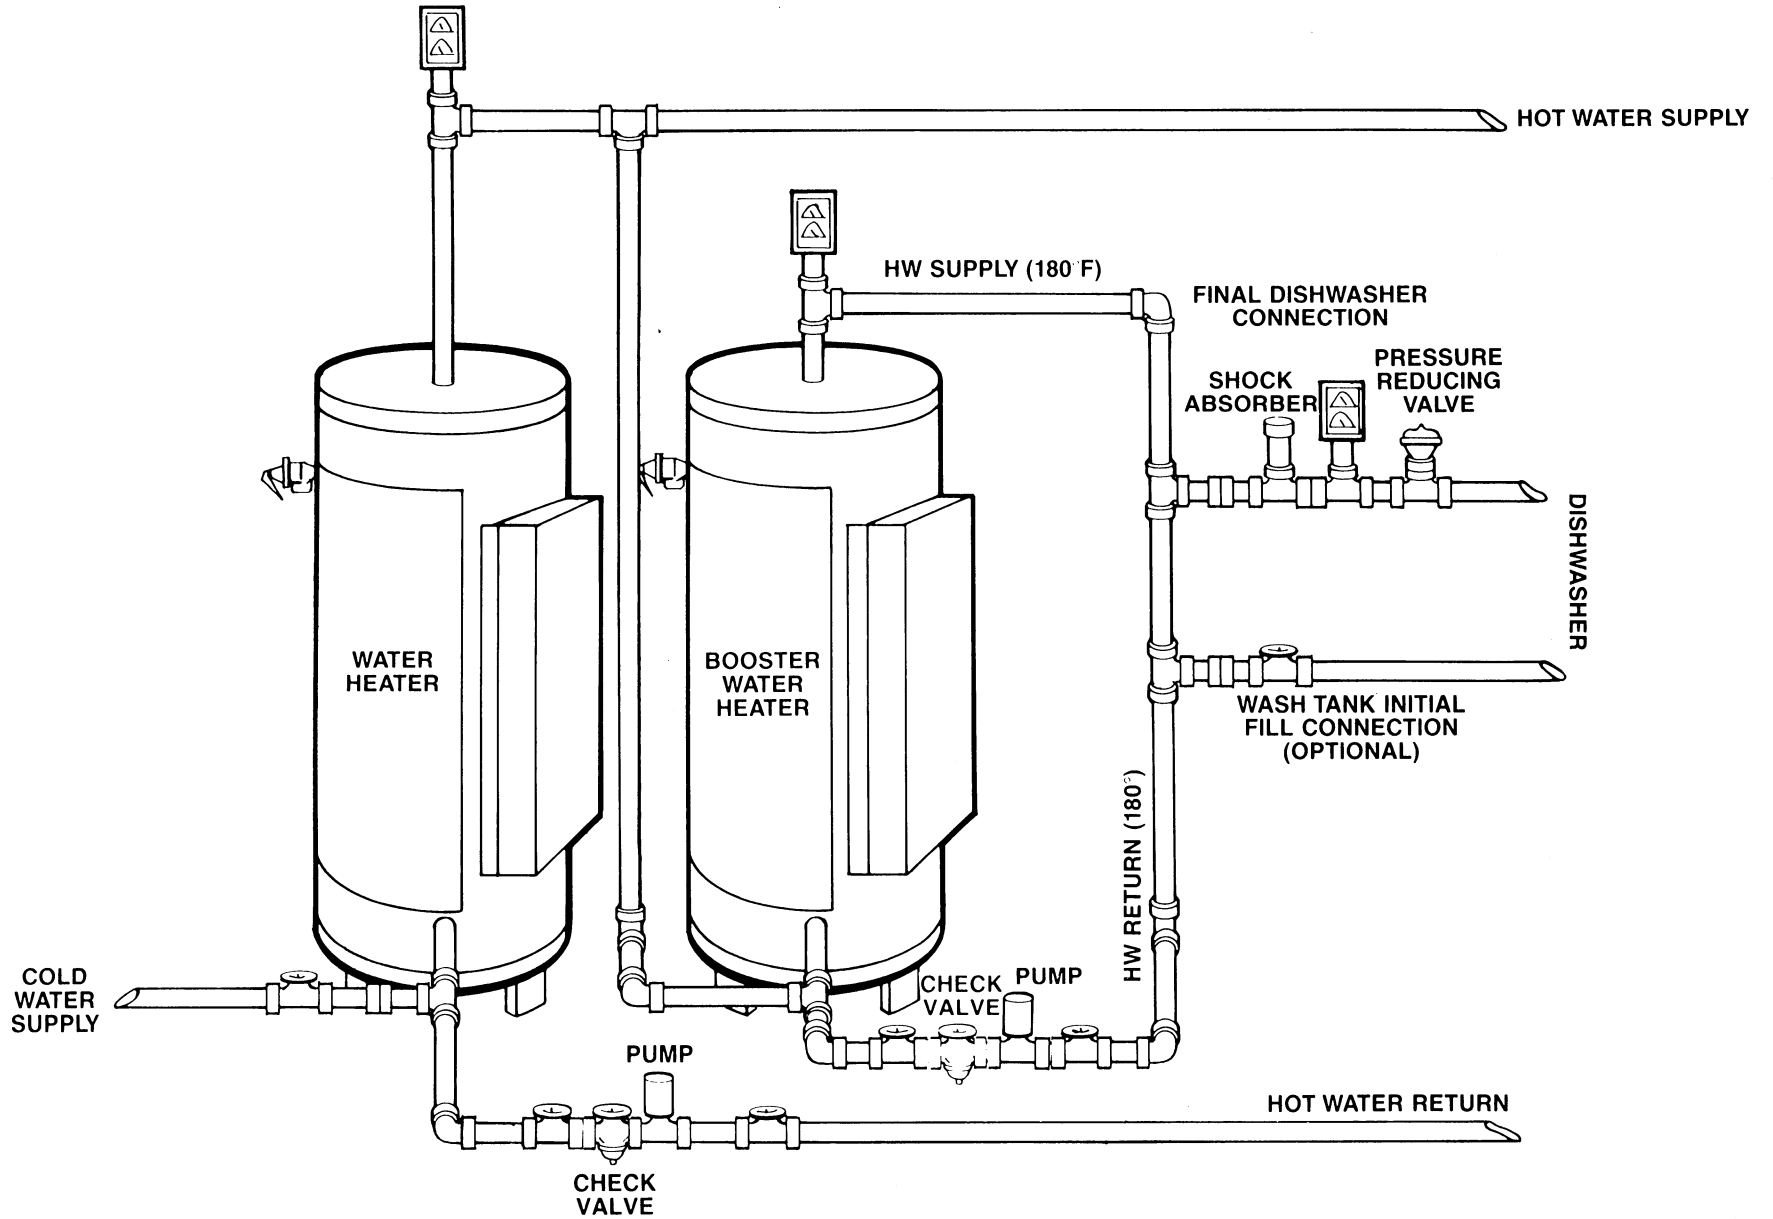 HOT WATER SUPPLY
HW SUPPLY (180°F)
FINAL DISHWASHER
CONNECTION
PRESSURE
REDUCING
VALVE
SHOCK
ABSORBER
DISHWASHER
WATER
HEATER
BOOSTER
WATER
HEATER
WASH TANK INITIAL
FILL CONNECTION
(OPTIONAL)
HW RETURN (180°)
COLD
WATER
SUPPLY
CHECK
VALVE
PUMP
PUMP
HOT WATER RETURN
CHECK
VALVE